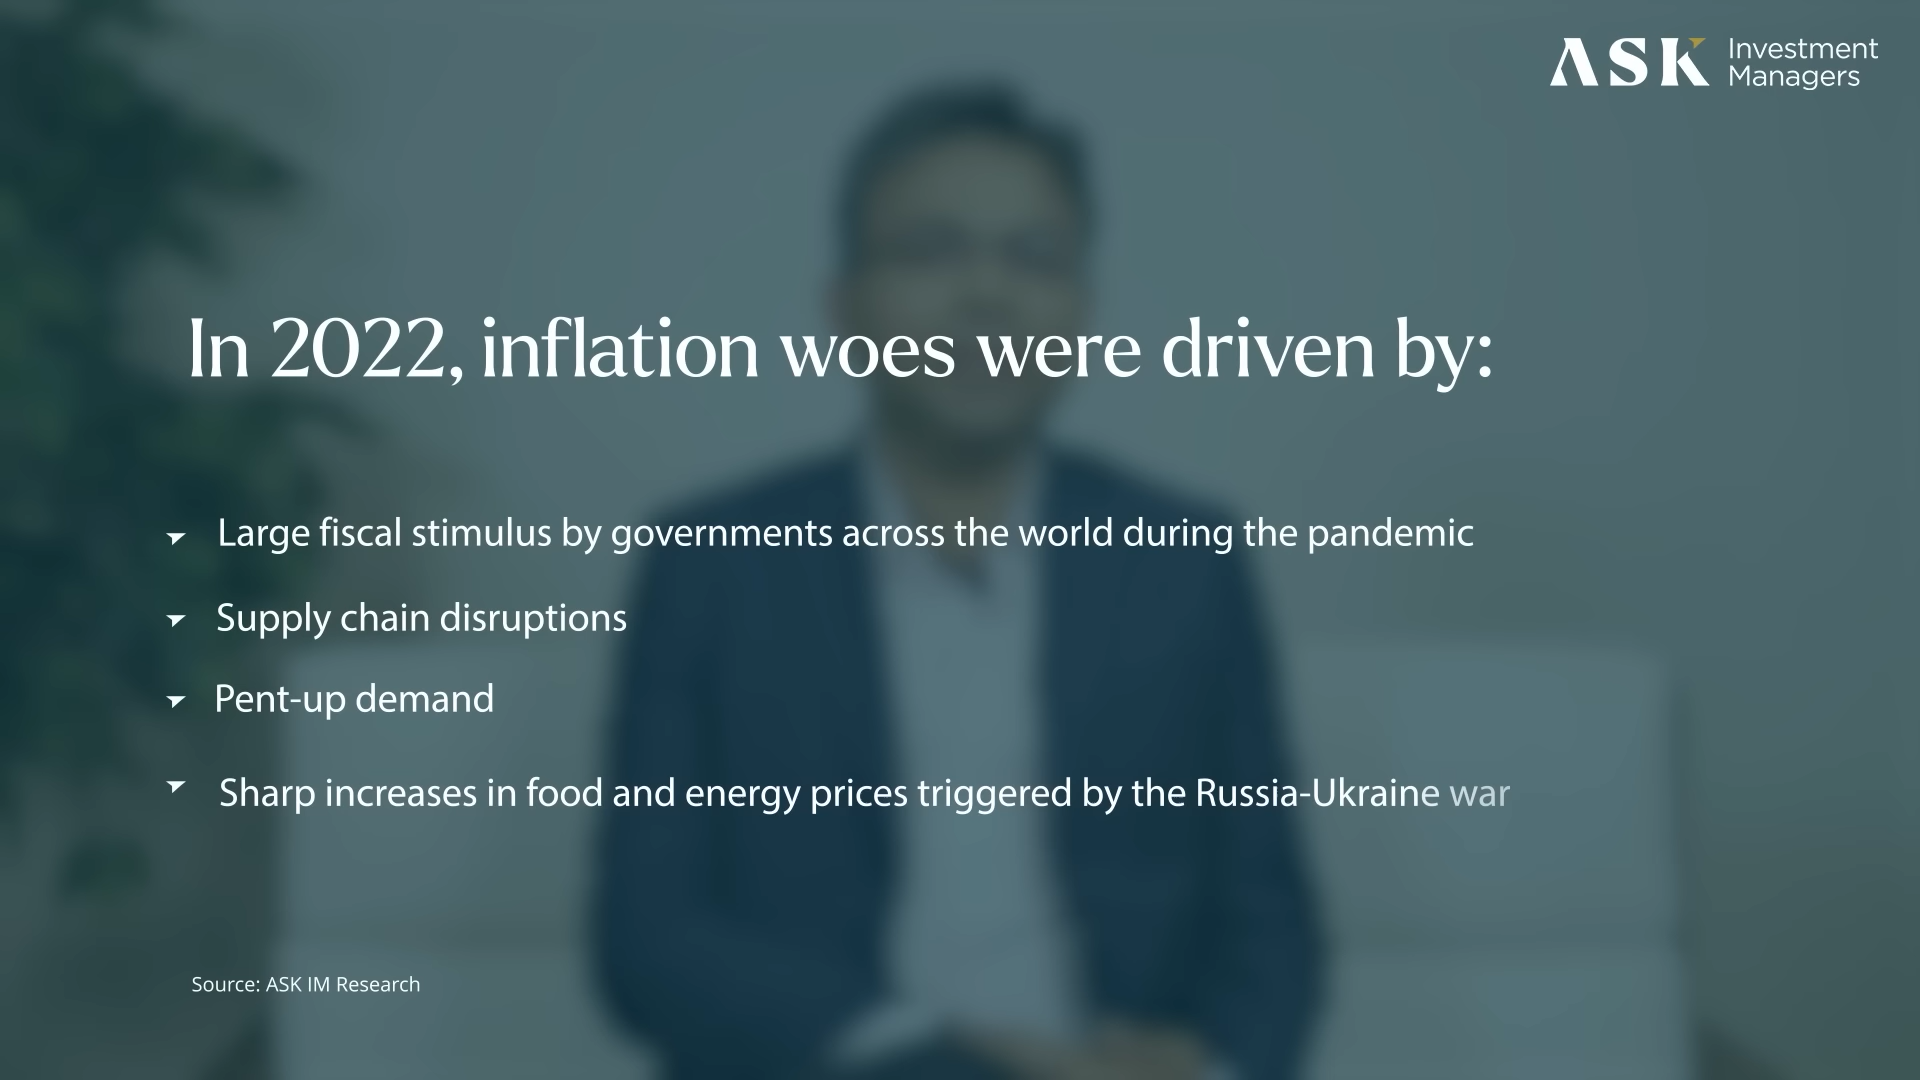 ASK Investment
Managers
In 2022, inflation woes were driven by:
Large fiscal stimulus by governments across the world during the pandemic
Supply chain disruptions
Pent-up demand
Sharp increases in food and energy prices triggered by the Russia-Ukraine war
Source: ASK IM Research